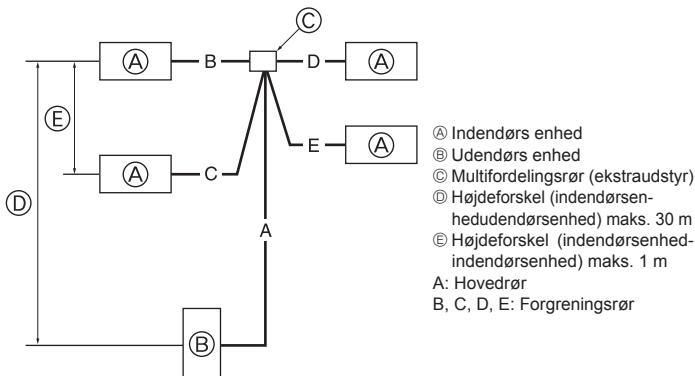 Ⓒ
Ⓐ B D Ⓐ
Ⓔ
Ⓐ C E Ⓐ
Ⓓ
A
Ⓑ
Ⓐ Indendørs enhed
Ⓑ Udendørs enhed
Ⓒ Multifordelingsrør (ekstraudstyr)
Ⓓ Højdeforskel (indendørsen-
hedudendørsenhed) maks. 30 m
Ⓔ Højdeforskel (indendørsenhed-
indendørsenhed) maks. 1 m
A: Hovedrør
B, C, D, E: Forgreningsrør